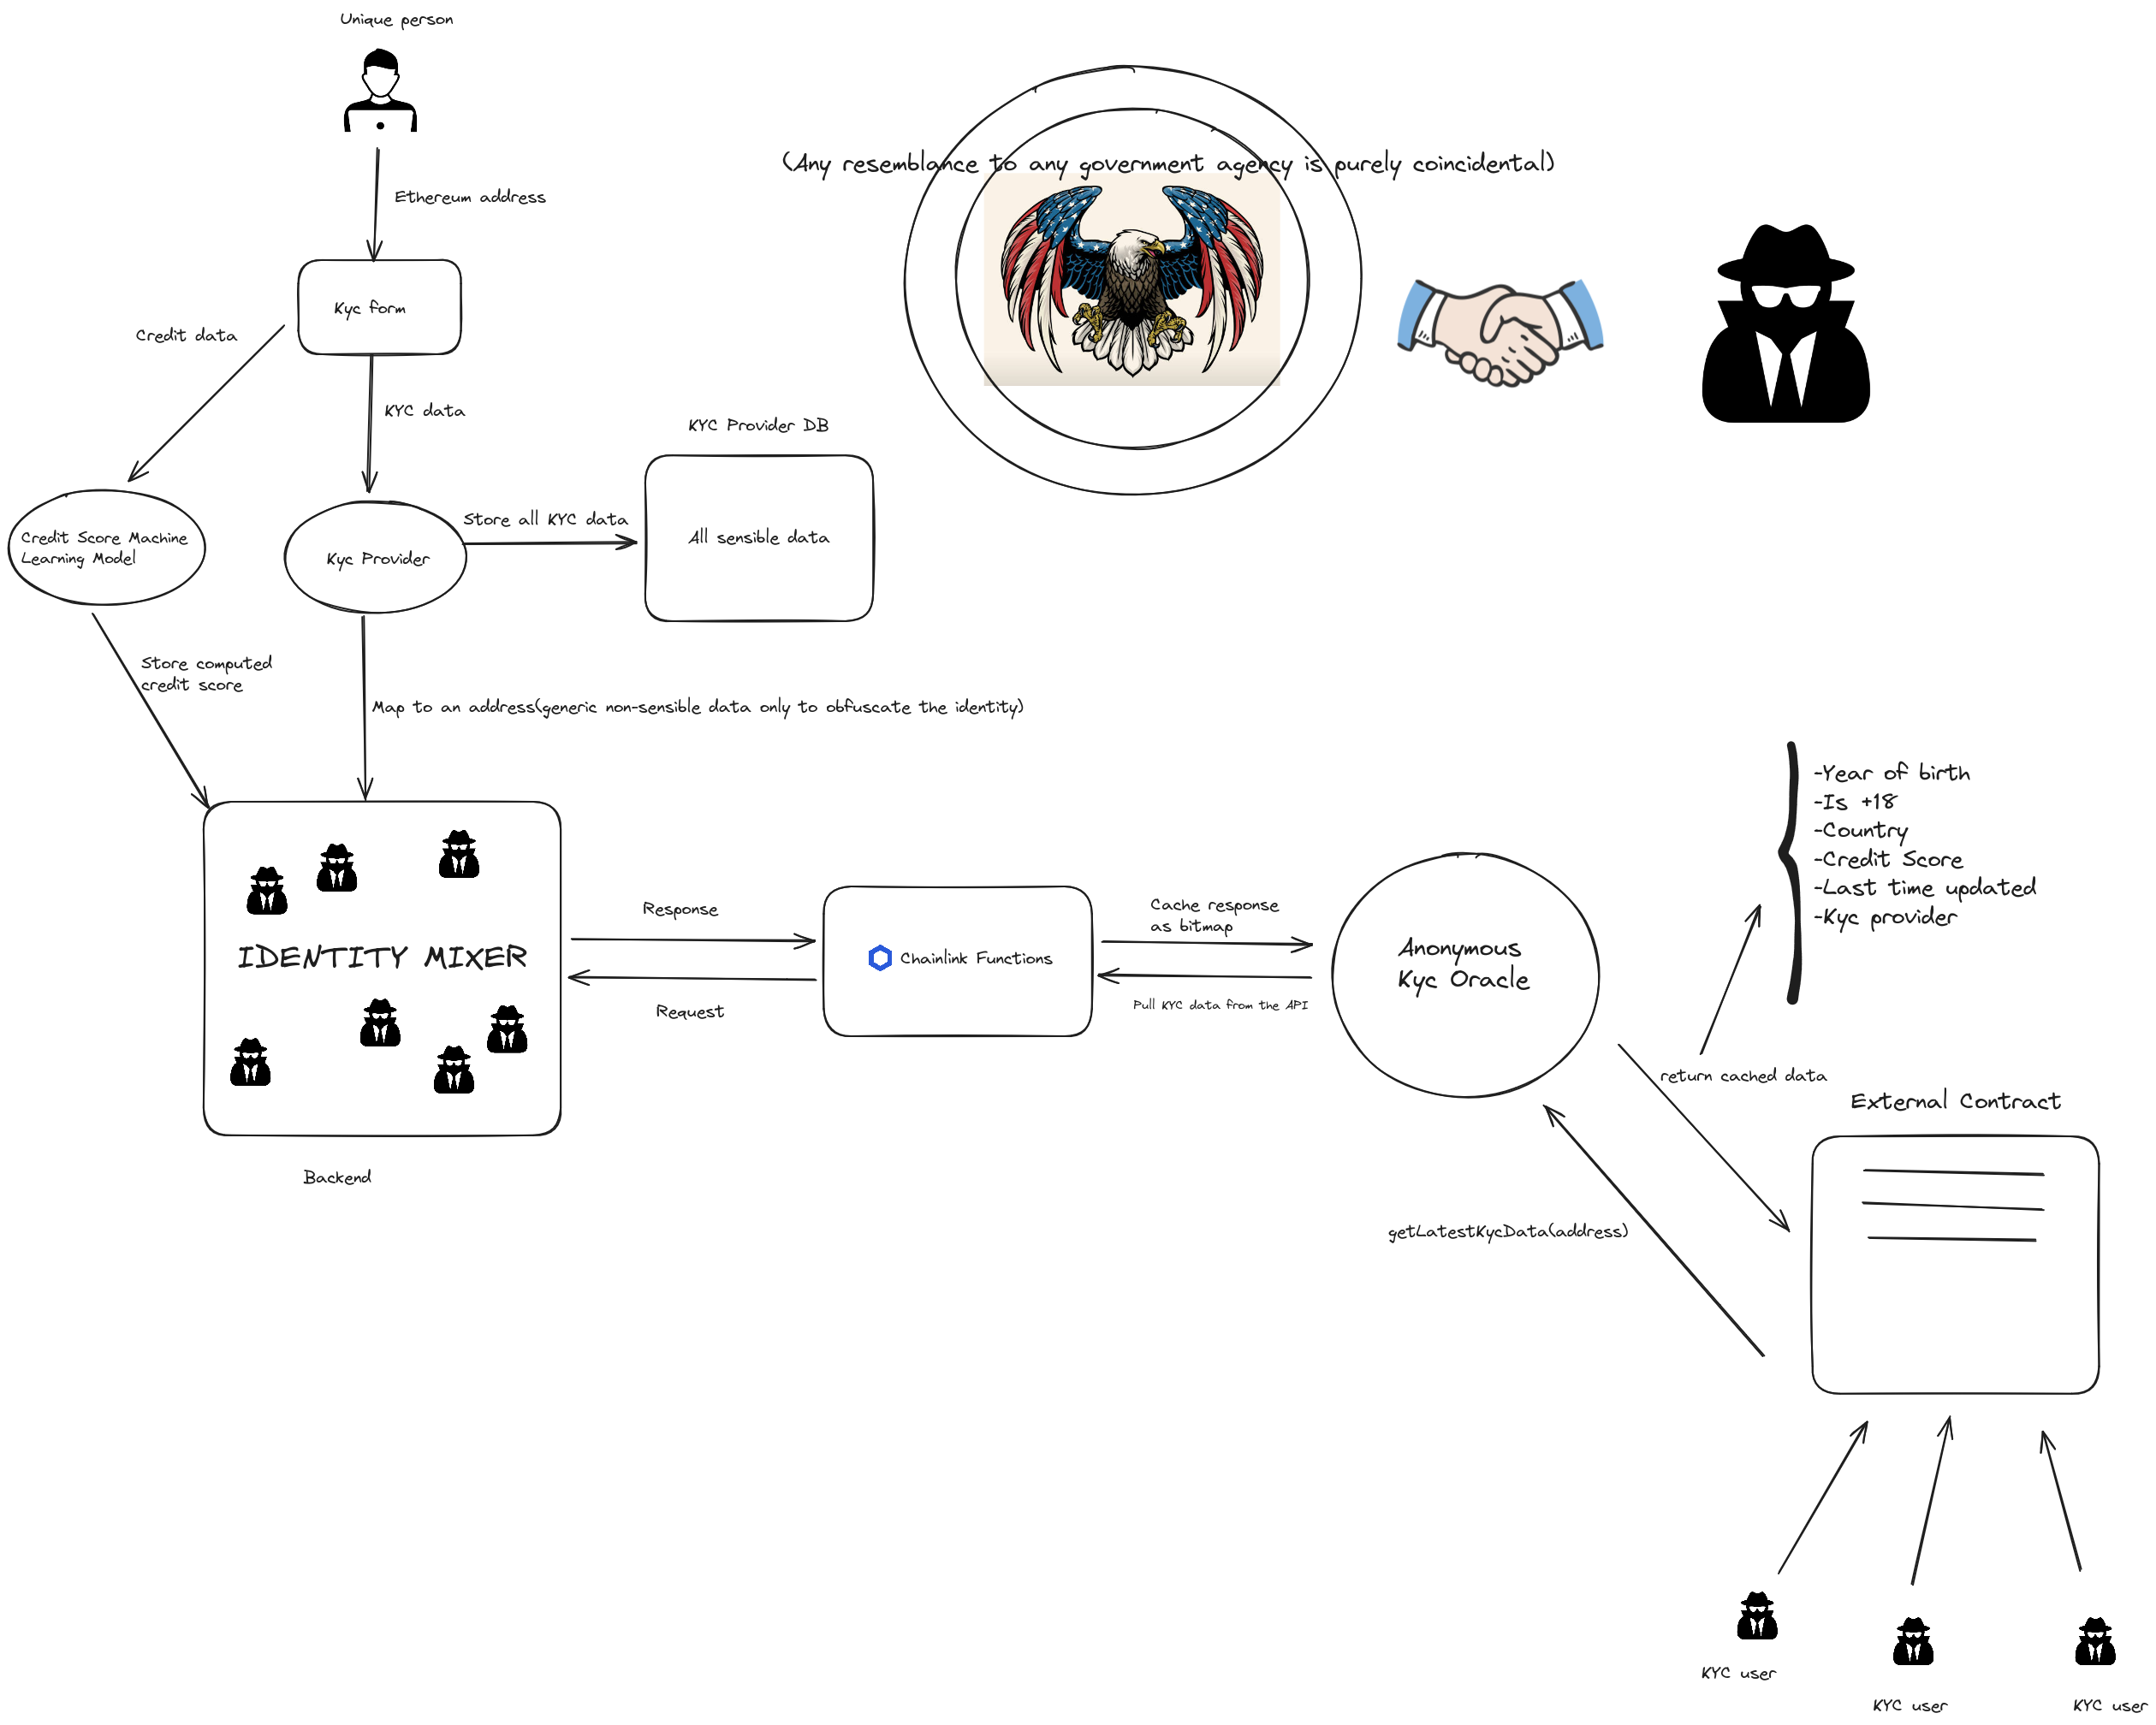 Unique person
(Any resemblance to any government agency is purely coincidental)
Ethereum address
Kyc form
Credit data
KYC data
KYC Provider DB
Store all KYC data
All sensible data
Credit Score Machine
Learning Model
Kyc Provider
Store computed
credit score
Map to an address(generic non-sensible data only to obfuscate the identity)
-Year of birth
-Is +18
-Country
-Credit Score
-Last time updated
-Kyc provider
IDENTITY MIXER
Response
Request
Chainlink Functions
Cache response
as bitmap
Pull KYC data from the API
Anonymous
Kyc Oracle
return cached data
External Contract
Backend
getLatestKycData(address)
KYC user
KYC user
KYC user